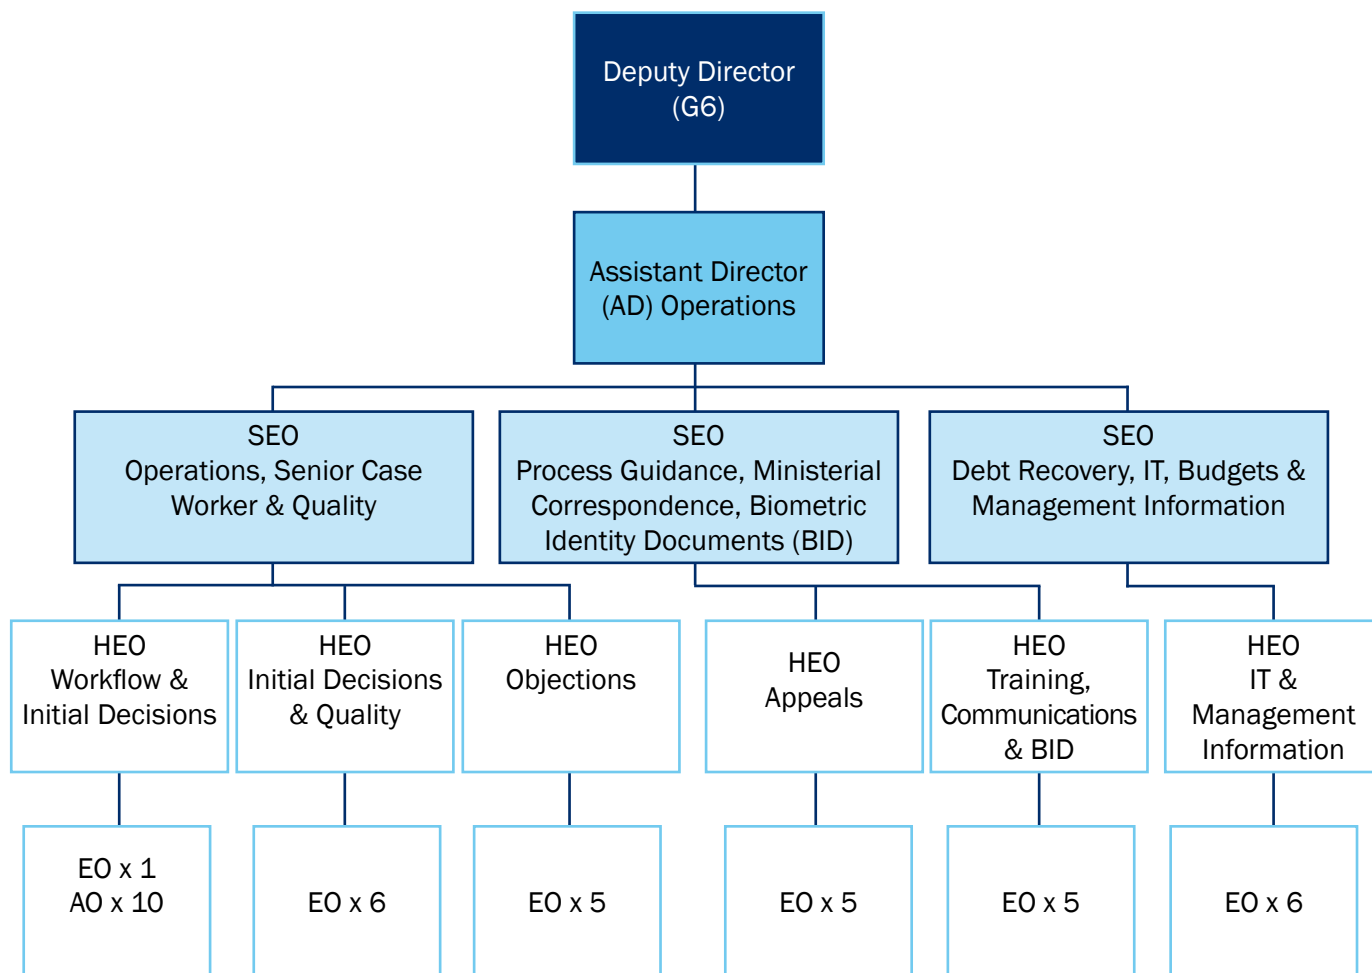 Deputy Director
(G6)
Assistant Director
(AD) Operations
SEO
Operations, Senior Case
Worker & Quality
SEO
Process Guidance, Ministerial
Correspondence, Biometric
Identity Documents (BID)
SEO
Debt Recovery, IT, Budgets &
Management Information
HEO
Workflow &
Initial Decisions
HEO
Initial Decisions
& Quality
HEO
Objections
HEO
Appeals
HEO
Training,
Communications
& BID
HEO
IT &
Management
Information
EO x 1
AO x 10
EO x 6
EO x 5
EO x 5
EO x 5
EO x 6